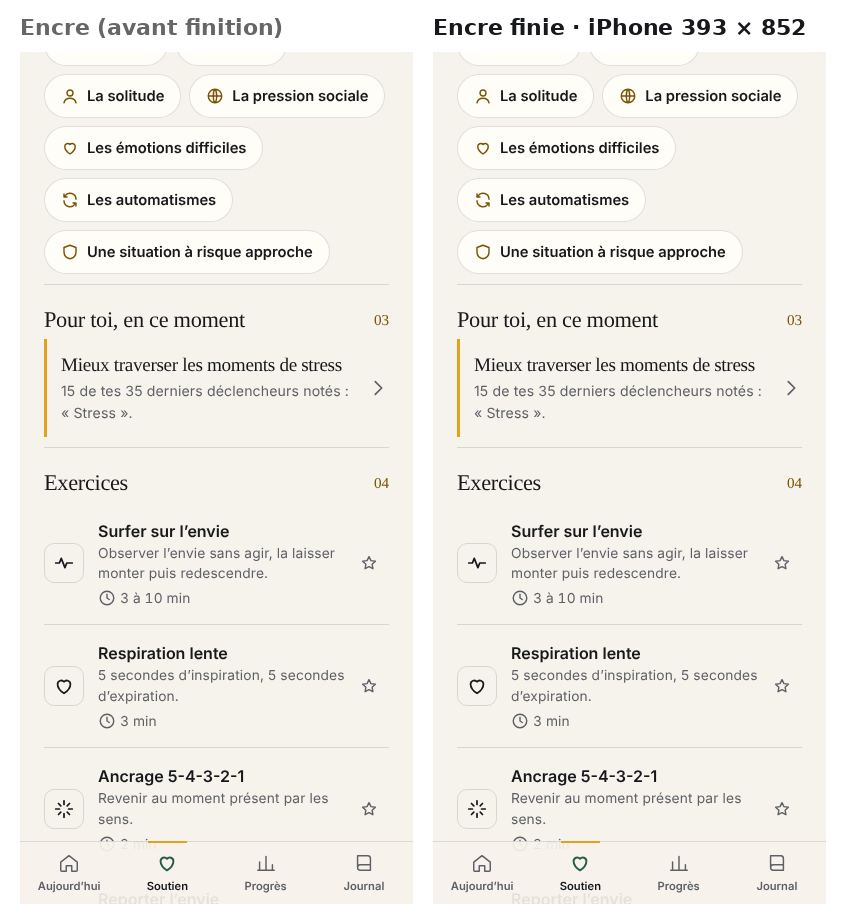 Encre (avant finition)
La solitude
La pression sociale
Les émotions difficiles
Les automatismes
Une situation à risque approche
Pour toi, en ce moment
03
Mieux traverser les moments de stress
15 de tes 35 derniers déclencheurs notés :
« Stress ».
Exercices
04
Surfer sur l’envie
Observer l’envie sans agir, la laisser
monter puis redescendre.
3 à 10 min
Respiration lente
5 secondes d’inspiration, 5 secondes
d’expiration.
3 min
Ancrage 5-4-3-2-1
Revenir au moment présent par les
sens.
2 min
Aujourd’hui
Soutien
Progrès
Journal
Reporter l’envie
Encre finie · iPhone 393 × 852
La solitude
La pression sociale
Les émotions difficiles
Les automatismes
Une situation à risque approche
Pour toi, en ce moment
03
Mieux traverser les moments de stress
15 de tes 35 derniers déclencheurs notés :
« Stress ».
Exercices
04
Surfer sur l’envie
Observer l’envie sans agir, la laisser
monter puis redescendre.
3 à 10 min
Respiration lente
5 secondes d’inspiration, 5 secondes
d’expiration.
3 min
Ancrage 5-4-3-2-1
Revenir au moment présent par les
sens.
2 min
Aujourd’hui
Soutien
Progrès
Journal
Reporter l’envie